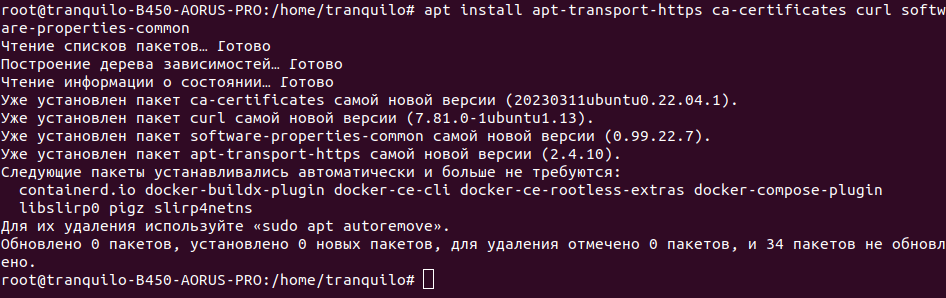 root@tranquilo-B450-AORUS-PRO:/home/tranquilo# apt install apt-transport-https ca-certificates curl softw
are-properties-common
Чтение списков пакетов… Готово
Построение дерева зависимостей… Готово
Чтение информации о состоянии… Готово
Уже установлен пакет ca-certificates самой новой версии (20230311ubuntu0.22.04.1).
Уже установлен пакет curl самой новой версии (7.81.0-1ubuntu1.13).
Уже установлен пакет software-properties-common самой новой версии (0.99.22.7).
Уже установлен пакет apt-transport-https самой новой версии (2.4.10).
Следующие пакеты устанавливались автоматически и больше не требуются:
  containerd.io docker-buildx-plugin docker-ce-cli docker-ce-rootless-extras docker-compose-plugin
  libslirp0 pigz slirp4netns
Для их удаления используйте «sudo apt autoremove».
Обновлено 0 пакетов, установлено 0 новых пакетов, для удаления отмечено 0 пакетов, и 34 пакетов не обновл
ено.
root@tranquilo-B450-AORUS-PRO:/home/tranquilo#